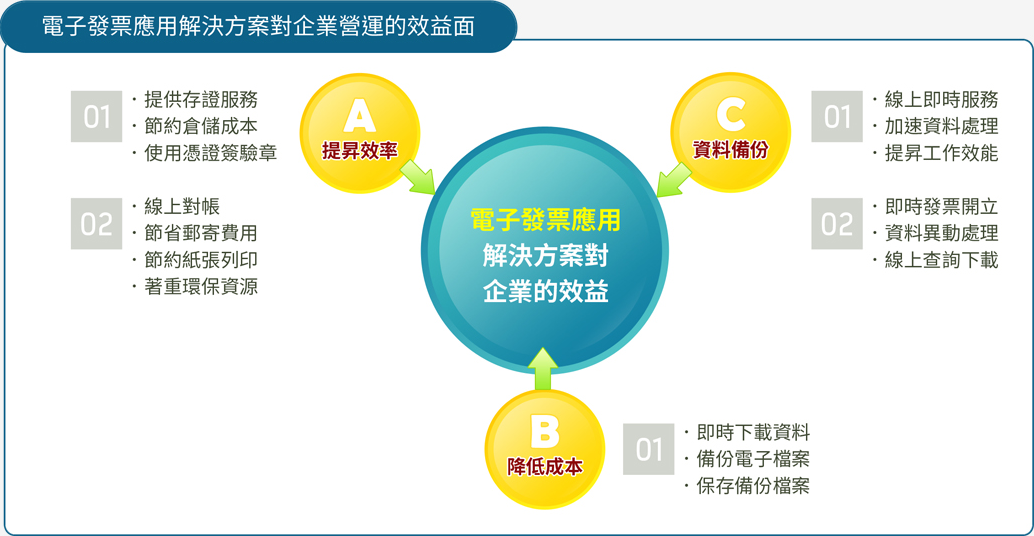 電子發票應用解決方案對企業營運的效益面
A
提昇效率
01
・提供存證服務
・節約倉儲成本
・使用憑證簽驗章
02
・線上對帳
・節省郵寄費用
・節約紙張列印
・著重環保資源
電子發票應用
解決方案對
企業的效益
C
資料備份
01
・線上即時服務
・加速資料處理
・提昇工作效能
02
・即時發票開立
・資料異動處理
・線上查詢下載
B
降低成本
01
・即時下載資料
・備份電子檔案
・保存備份檔案